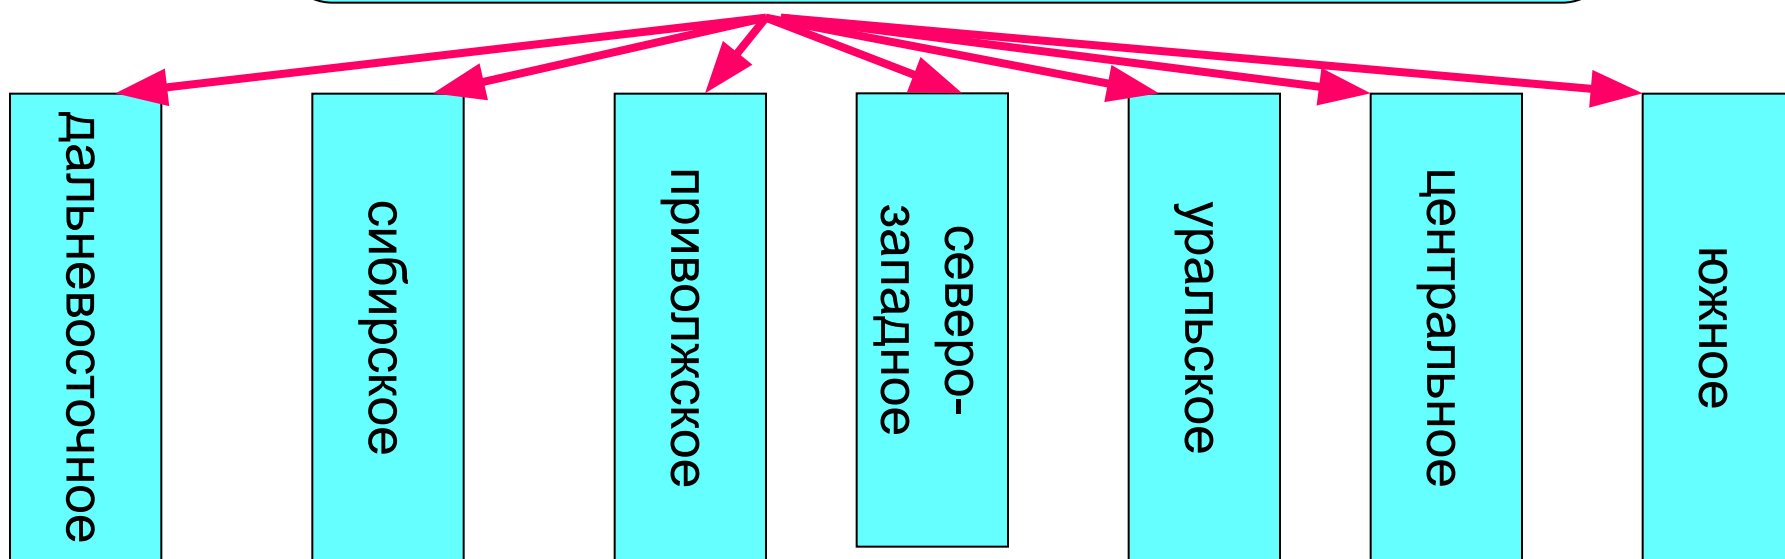 дальневосточное
сибирское
приволжское
северо-
западное
уральское
центральное
южное